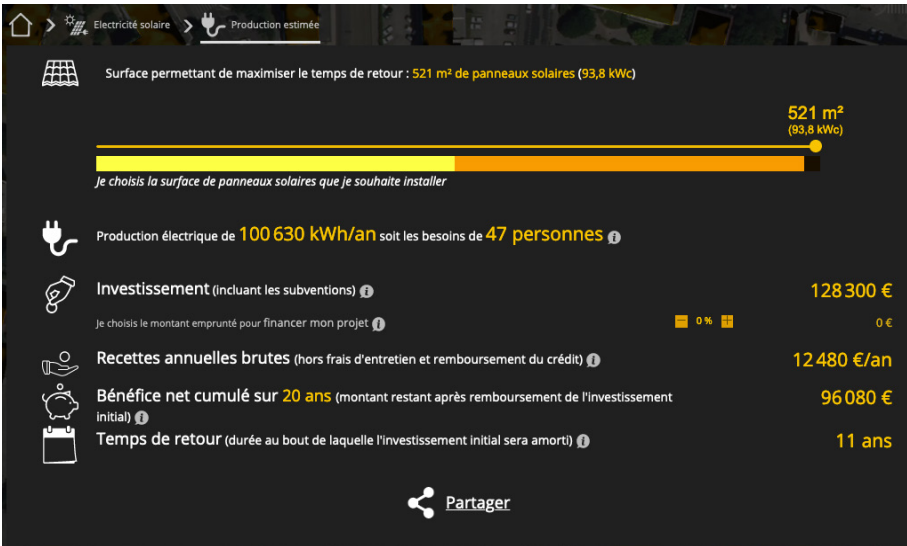 Electricité solaire
Production estimée
Surface permettant de maximiser le temps de retour : 521 m² de panneaux solaires (93,8 kWc)
521 m²
(93,8 kWc)
Je choisis la surface de panneaux solaires que je souhaite installer
Production électrique de 100 630 kWh/an soit les besoins de 47 personnes i
Investissement (incluant les subventions) i
128 300 €
Je choisis le montant emprunté pour financer mon projet i
0 %
0 €
Recettes annuelles brutes (hors frais d'entretien et remboursement du crédit) i
12 480 €/an
Bénéfice net cumulé sur 20 ans (montant restant après remboursement de l'investissement
initial) i
96 080 €
Temps de retour (durée au bout de laquelle l'investissement initial sera amorti) i
11 ans
Partager